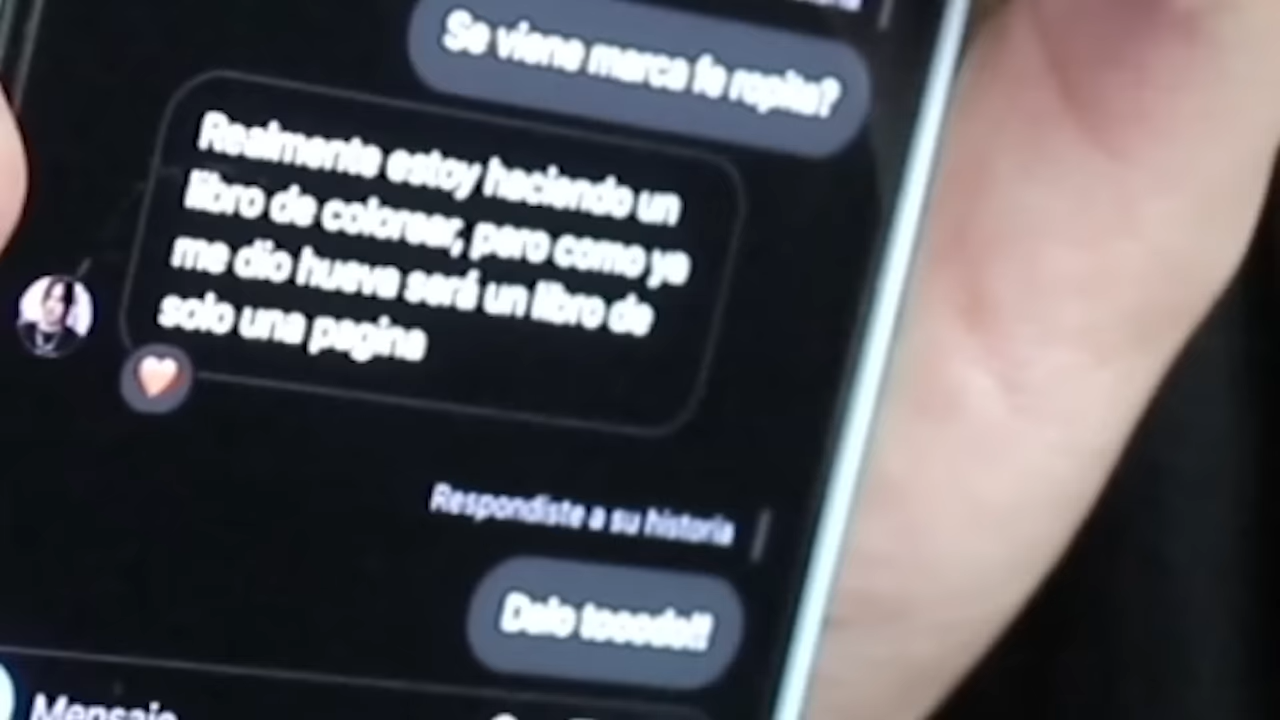 Se viene marca fe ropita?
Realmente estoy haciendo un
libro de colorear, pero como ya
me dio hueva será un libro de
solo una pagina
Respondiste a su historia
Dalo tooodo!!
Mensaje